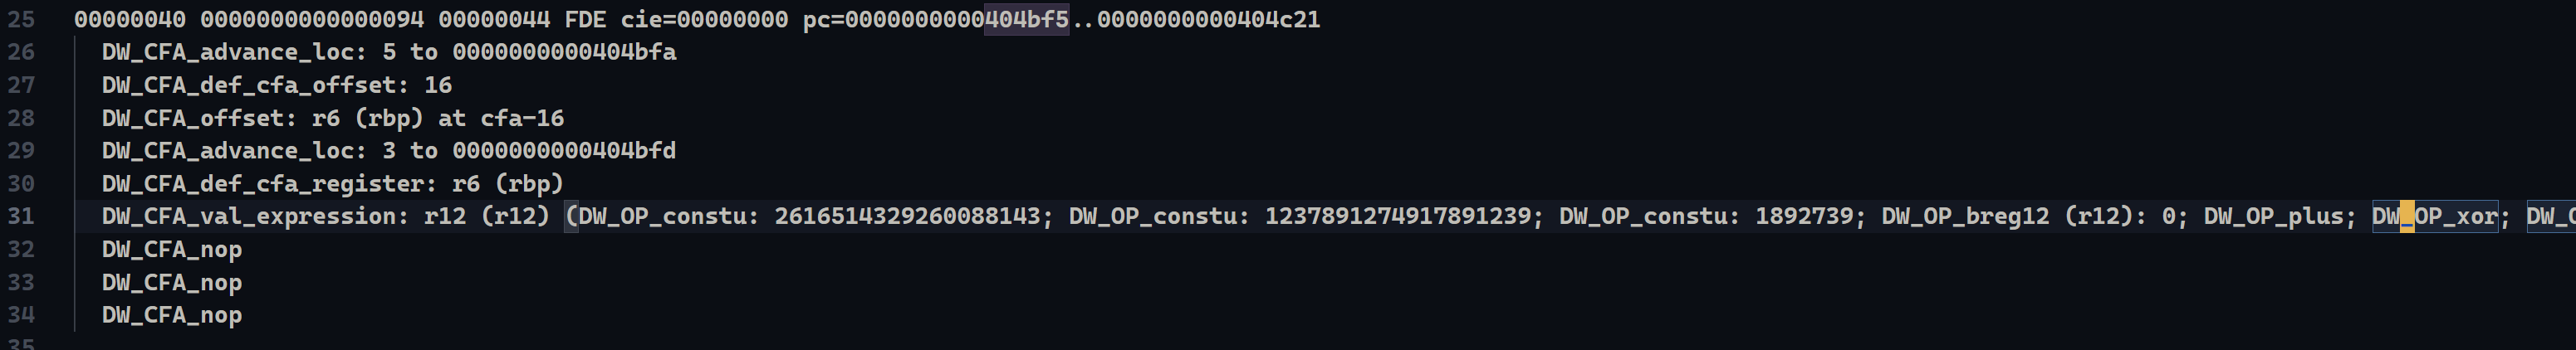 25 00000040 0000000000000094 00000044 FDE cie=00000000 pc=0000000000404bf5..0000000000404c21
26 DW_CFA_advance_loc: 5 to 0000000000404bfa
27 DW_CFA_def_cfa_offset: 16
28 DW_CFA_offset: r6 (rbp) at cfa-16
29 DW_CFA_advance_loc: 3 to 0000000000404bfd
30 DW_CFA_def_cfa_register: r6 (rbp)
31 DW_CFA_val_expression: r12 (r12) (DW_OP_constu: 2616514329260088143; DW_OP_constu: 1237891274917891239; DW_OP_constu: 1892739; DW_OP_breg12 (r12): 0; DW_OP_plus; DW_OP_xor; DW_O
32 DW_CFA_nop
33 DW_CFA_nop
34 DW_CFA_nop
35